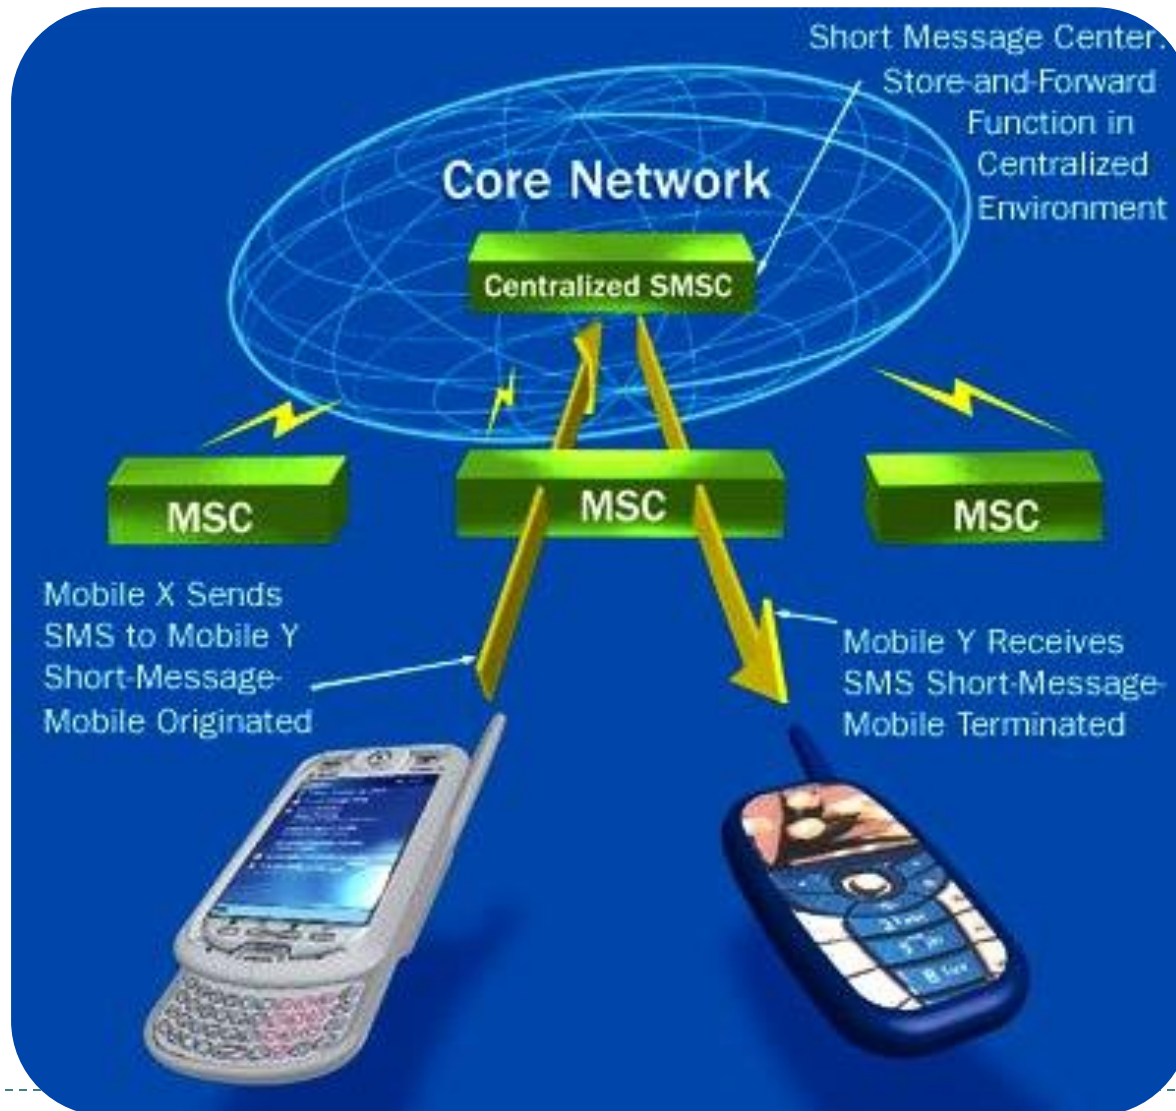 Short Message Center:
Store-and-Forward
Function in
Centralized
Environment
Core Network
Centralized SMSC
MSC
MSC
MSC
Mobile X Sends
SMS to Mobile Y
Short-Message-
Mobile Originated
Mobile Y Receives
SMS Short-Message-
Mobile Terminated